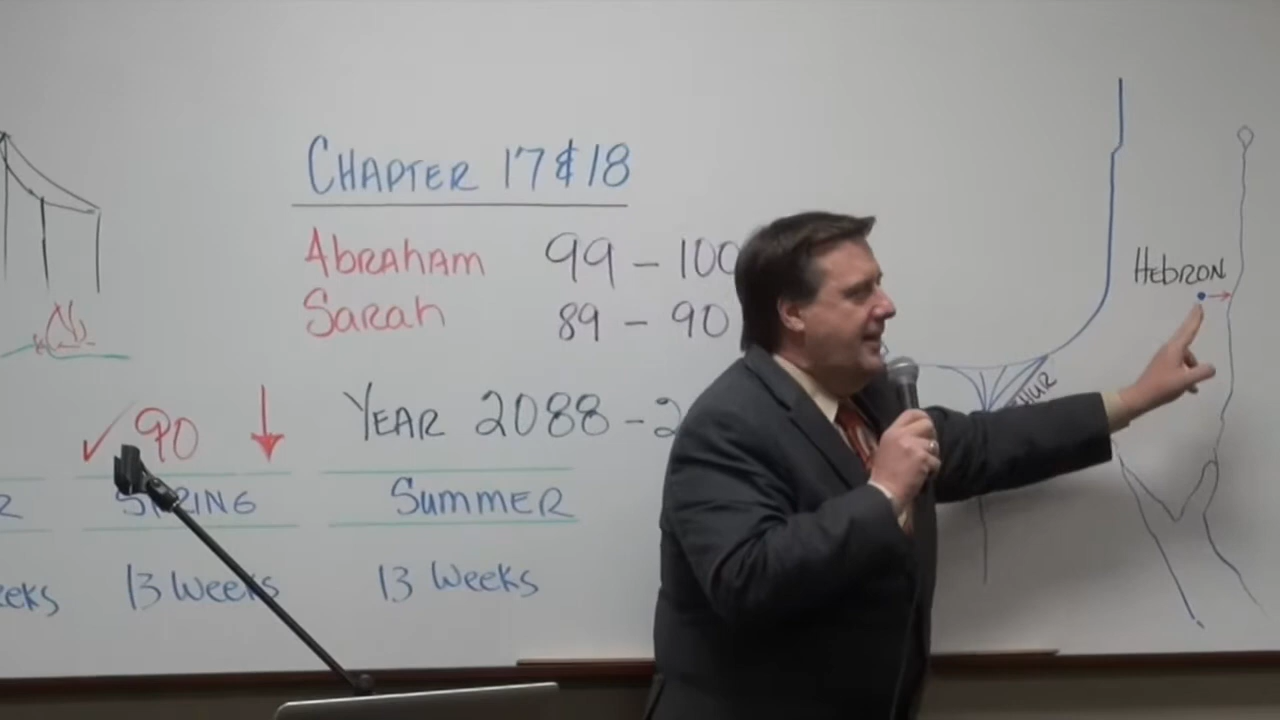 CHAPTER 17 & 18
Abraham 99 - 100
Sarah 89 - 90
HEBRON
90
YEAR 2088 - 2
SPRING
SUMMER
13 Weeks
13 Weeks